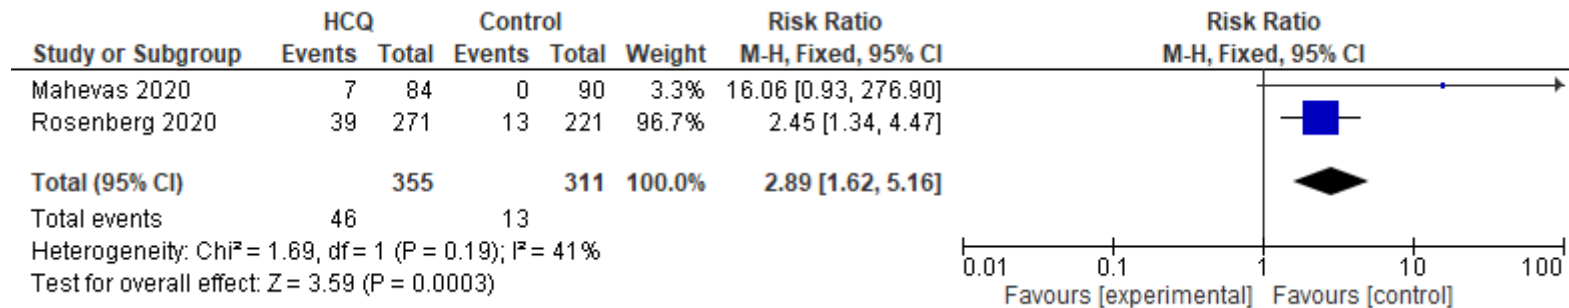 HCQ Control Risk Ratio Risk Ratio
Study or Subgroup Events Total Events Total Weight M-H, Fixed, 95% CI M-H, Fixed, 95% CI
Mahevas 2020 7 84 0 90 3.3% 16.06 [0.93, 276.90]
Rosenberg 2020 39 271 13 221 96.7% 2.45 [1.34, 4.47]
Total (95% CI) 355 311 100.0% 2.89 [1.62, 5.16]
Total events 46 13
Heterogeneity: Chi² = 1.69, df = 1 (P = 0.19); I² = 41%
Test for overall effect: Z = 3.59 (P = 0.0003)
0.01 0.1 1 10 100
Favours [experimental] Favours [control]